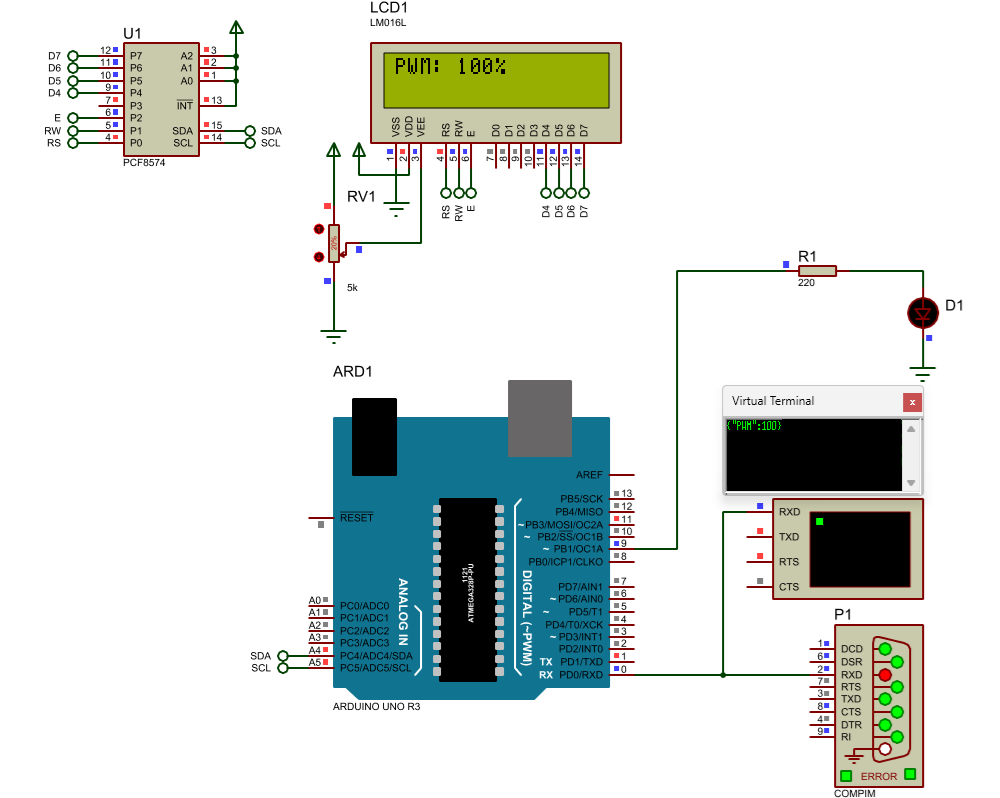 LCD1
LM016L
PWM: 100%
VSS VDD VEE RS RW E D0 D1 D2 D3 D4 D5 D6 D7
1 2 3 4 5 6 7 8 9 10 11 12 13 14
RS RW E D4 D5 D6 D7
U1
D7 12 P7 A2 3
D6 11 P6 A1 2
D5 10 P5 A0 1
D4 9 P4
7 P3 INT 13
E 6 P2
RW 5 P1 SDA 15 SDA
RS 4 P0 SCL 14 SCL
PCF8574
RV1
20%
5k
R1
220
D1
ARD1
AREF
RESET
PB5/SCK 13
PB4/MISO 12
~ PB3/MOSI/OC2A 11
~ PB2/SS/OC1B 10
~ PB1/OC1A 9
PB0/ICP1/CLKO 8
PD7/AIN1 7
~ PD6/AIN0 6
~ PD5/T1 5
PD4/T0/XCK 4
~ PD3/INT1 3
PD2/INT0 2
TX PD1/TXD 1
RX PD0/RXD 0
A0 PC0/ADC0
A1 PC1/ADC1
A2 PC2/ADC2
A3 PC3/ADC3
SDA A4 PC4/ADC4/SDA
SCL A5 PC5/ADC5/SCL
ANALOG IN
1121
ATMEGA328P-PU
DIGITAL (~PWM)
ARDUINO UNO R3
Virtual Terminal
x
{"PWM":100}
RXD
TXD
RTS
CTS
P1
1 DCD
6 DSR
2 RXD
7 RTS
3 TXD
8 CTS
4 DTR
9 RI
ERROR
COMPIM